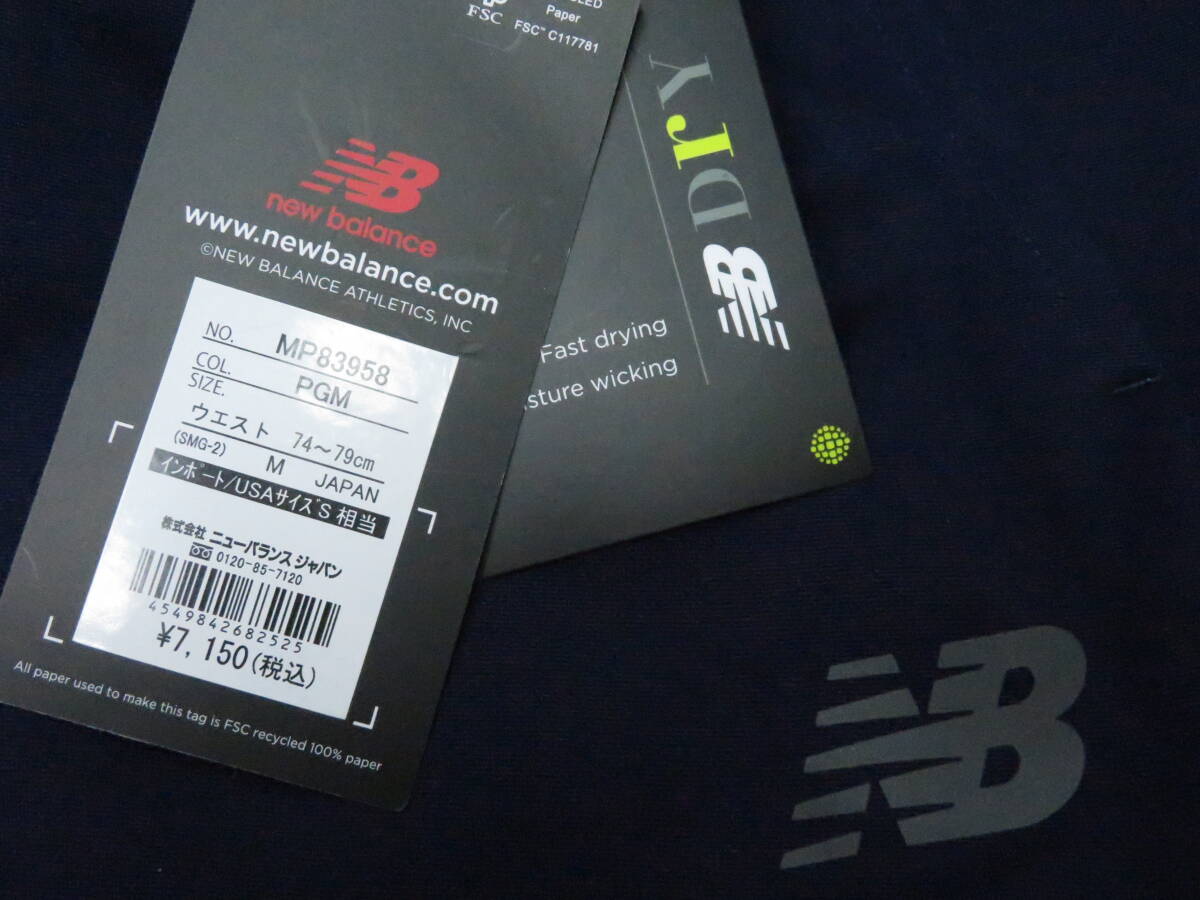 Paper
FSC
FSC™ C117781
NB
new balance
www.newbalance.com
©NEW BALANCE ATHLETICS, INC
NO. MP83958
COL. PGM
SIZE.
ウエスト 74～79cm
(SMG-2) M JAPAN
インポート/USAサイズS 相当
株式会社 ニューバランス ジャパン
0120-85-7120
4549842682525
¥7,150(税込)
All paper used to make this tag is FSC recycled 100% paper
NB DrY
Fast drying
wicking
NB